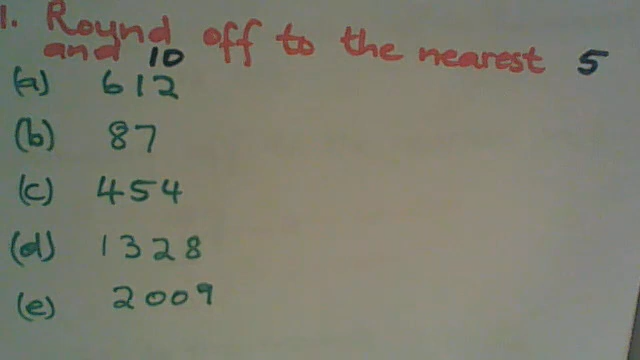 1. Round off to the nearest 5
and 10
(a) 612
(b) 87
(c) 454
(d) 1328
(e) 2009